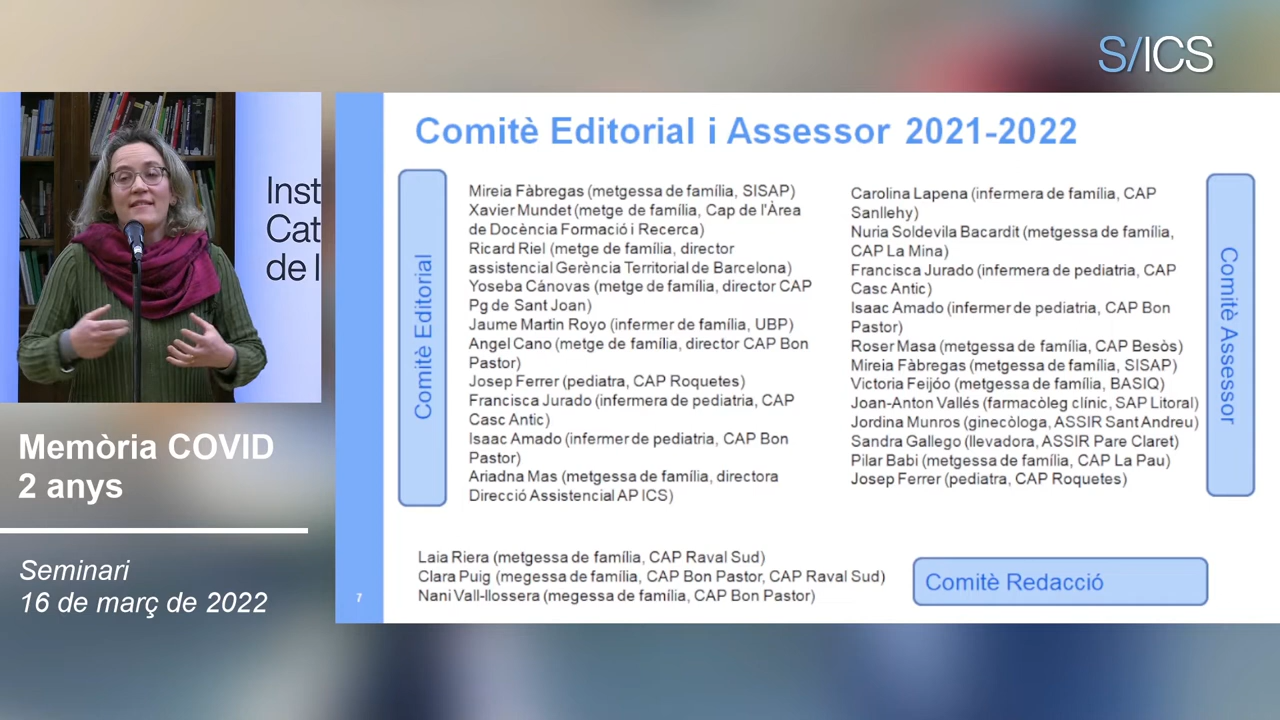 S/ICS
Inst
Cat
de l
Memòria COVID
2 anys
Seminari
16 de març de 2022
Comitè Editorial i Assessor 2021-2022
Comitè Editorial
Mireia Fàbregas (metgessa de família, SISAP)
Xavier Mundet (metge de família, Cap de l'Àrea
de Docència Formació i Recerca)
Ricard Riel (metge de família, director
assistencial Gerència Territorial de Barcelona)
Yoseba Cánovas (metge de família, director CAP
Pg de Sant Joan)
Jaume Martin Royo (infermer de família, UBP)
Angel Cano (metge de família, director CAP Bon
Pastor)
Josep Ferrer (pediatra, CAP Roquetes)
Francisca Jurado (infermera de pediatria, CAP
Casc Antic)
Isaac Amado (infermer de pediatria, CAP Bon
Pastor)
Ariadna Mas (metgessa de família, directora
Direcció Assistencial AP ICS)
Carolina Lapena (infermera de família, CAP
Sanllehy)
Nuria Soldevila Bacardit (metgessa de família,
CAP La Mina)
Francisca Jurado (infermera de pediatria, CAP
Casc Antic)
Isaac Amado (infermer de pediatria, CAP Bon
Pastor)
Roser Masa (metgessa de família, CAP Besòs)
Mireia Fàbregas (metgessa de família, SISAP)
Victoria Feijóo (metgessa de família, BASIQ)
Joan-Anton Vallés (farmacòleg clínic, SAP Litoral)
Jordina Munros (ginecòloga, ASSIR Sant Andreu)
Sandra Gallego (llevadora, ASSIR Pare Claret)
Pilar Babi (metgessa de família, CAP La Pau)
Josep Ferrer (pediatra, CAP Roquetes)
Comitè Assessor
Laia Riera (metgessa de família, CAP Raval Sud)
Clara Puig (megessa de família, CAP Bon Pastor, CAP Raval Sud)
Nani Vall-llossera (megessa de família, CAP Bon Pastor)
Comitè Redacció
7